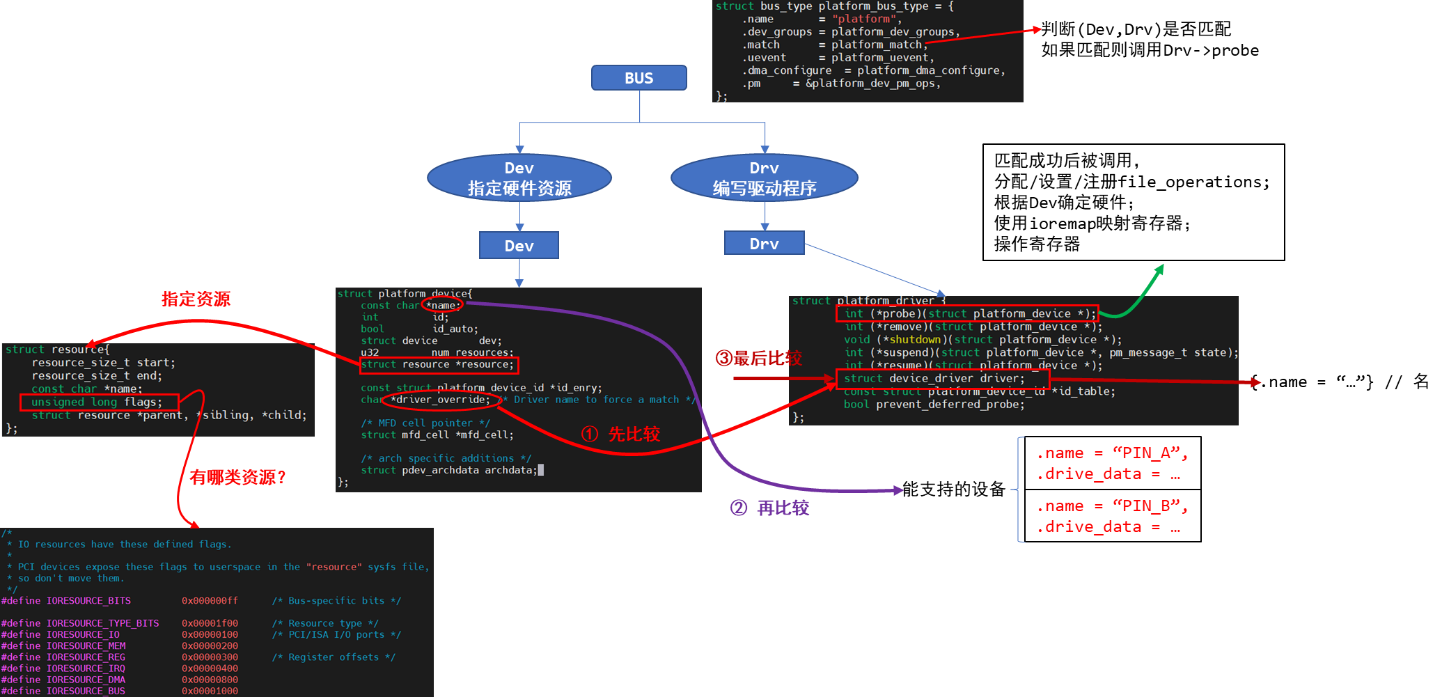 struct bus_type platform_bus_type = {
.name = "platform",
.dev_groups = platform_dev_groups,
.match = platform_match,
.uevent = platform_uevent,
.dma_configure = platform_dma_configure,
.pm = &platform_dev_pm_ops,
};
判断(Dev,Drv)是否匹配
如果匹配则调用Drv->probe
BUS
Dev
指定硬件资源
Drv
编写驱动程序
匹配成功后被调用,
分配/设置/注册file_operations;
根据Dev确定硬件;
使用ioremap映射寄存器;
操作寄存器
Dev
Drv
指定资源
struct resource{
resource_size_t start;
resource_size_t end;
const char *name;
unsigned long flags;
struct resource *parent, *sibling, *child;
};
struct platform_device{
const char *name;
int id;
bool id_auto;
struct device dev;
u32 num_resources;
struct resource *resource;
const struct platform_device_id *id_entry;
char *driver_override; /* Driver name to force a match */
/* MFD cell pointer */
struct mfd_cell *mfd_cell;
/* arch specific additions */
struct pdev_archdata archdata;
};
struct platform_driver {
int (*probe)(struct platform_device *);
int (*remove)(struct platform_device *);
void (*shutdown)(struct platform_device *);
int (*suspend)(struct platform_device *, pm_message_t state);
int (*resume)(struct platform_device *);
struct device_driver driver;
const struct platform_device_id *id_table;
bool prevent_deferred_probe;
};
③最后比较
{.name = “…”} // 名
① 先比较
② 再比较
能支持的设备
.name = “PIN_A”,
.drive_data = …
.name = “PIN_B”,
.drive_data = …
有哪类资源?
/*
* IO resources have these defined flags.
*
* PCI devices expose these flags to userspace in the "resource" sysfs file,
* so don't move them.
*/
#define IORESOURCE_BITS 0x000000ff /* Bus-specific bits */
#define IORESOURCE_TYPE_BITS 0x00001f00 /* Resource type */
#define IORESOURCE_IO 0x00000100 /* PCI/ISA I/O ports */
#define IORESOURCE_MEM 0x00000200
#define IORESOURCE_REG 0x00000300 /* Register offsets */
#define IORESOURCE_IRQ 0x00000400
#define IORESOURCE_DMA 0x00000800
#define IORESOURCE_BUS 0x00001000